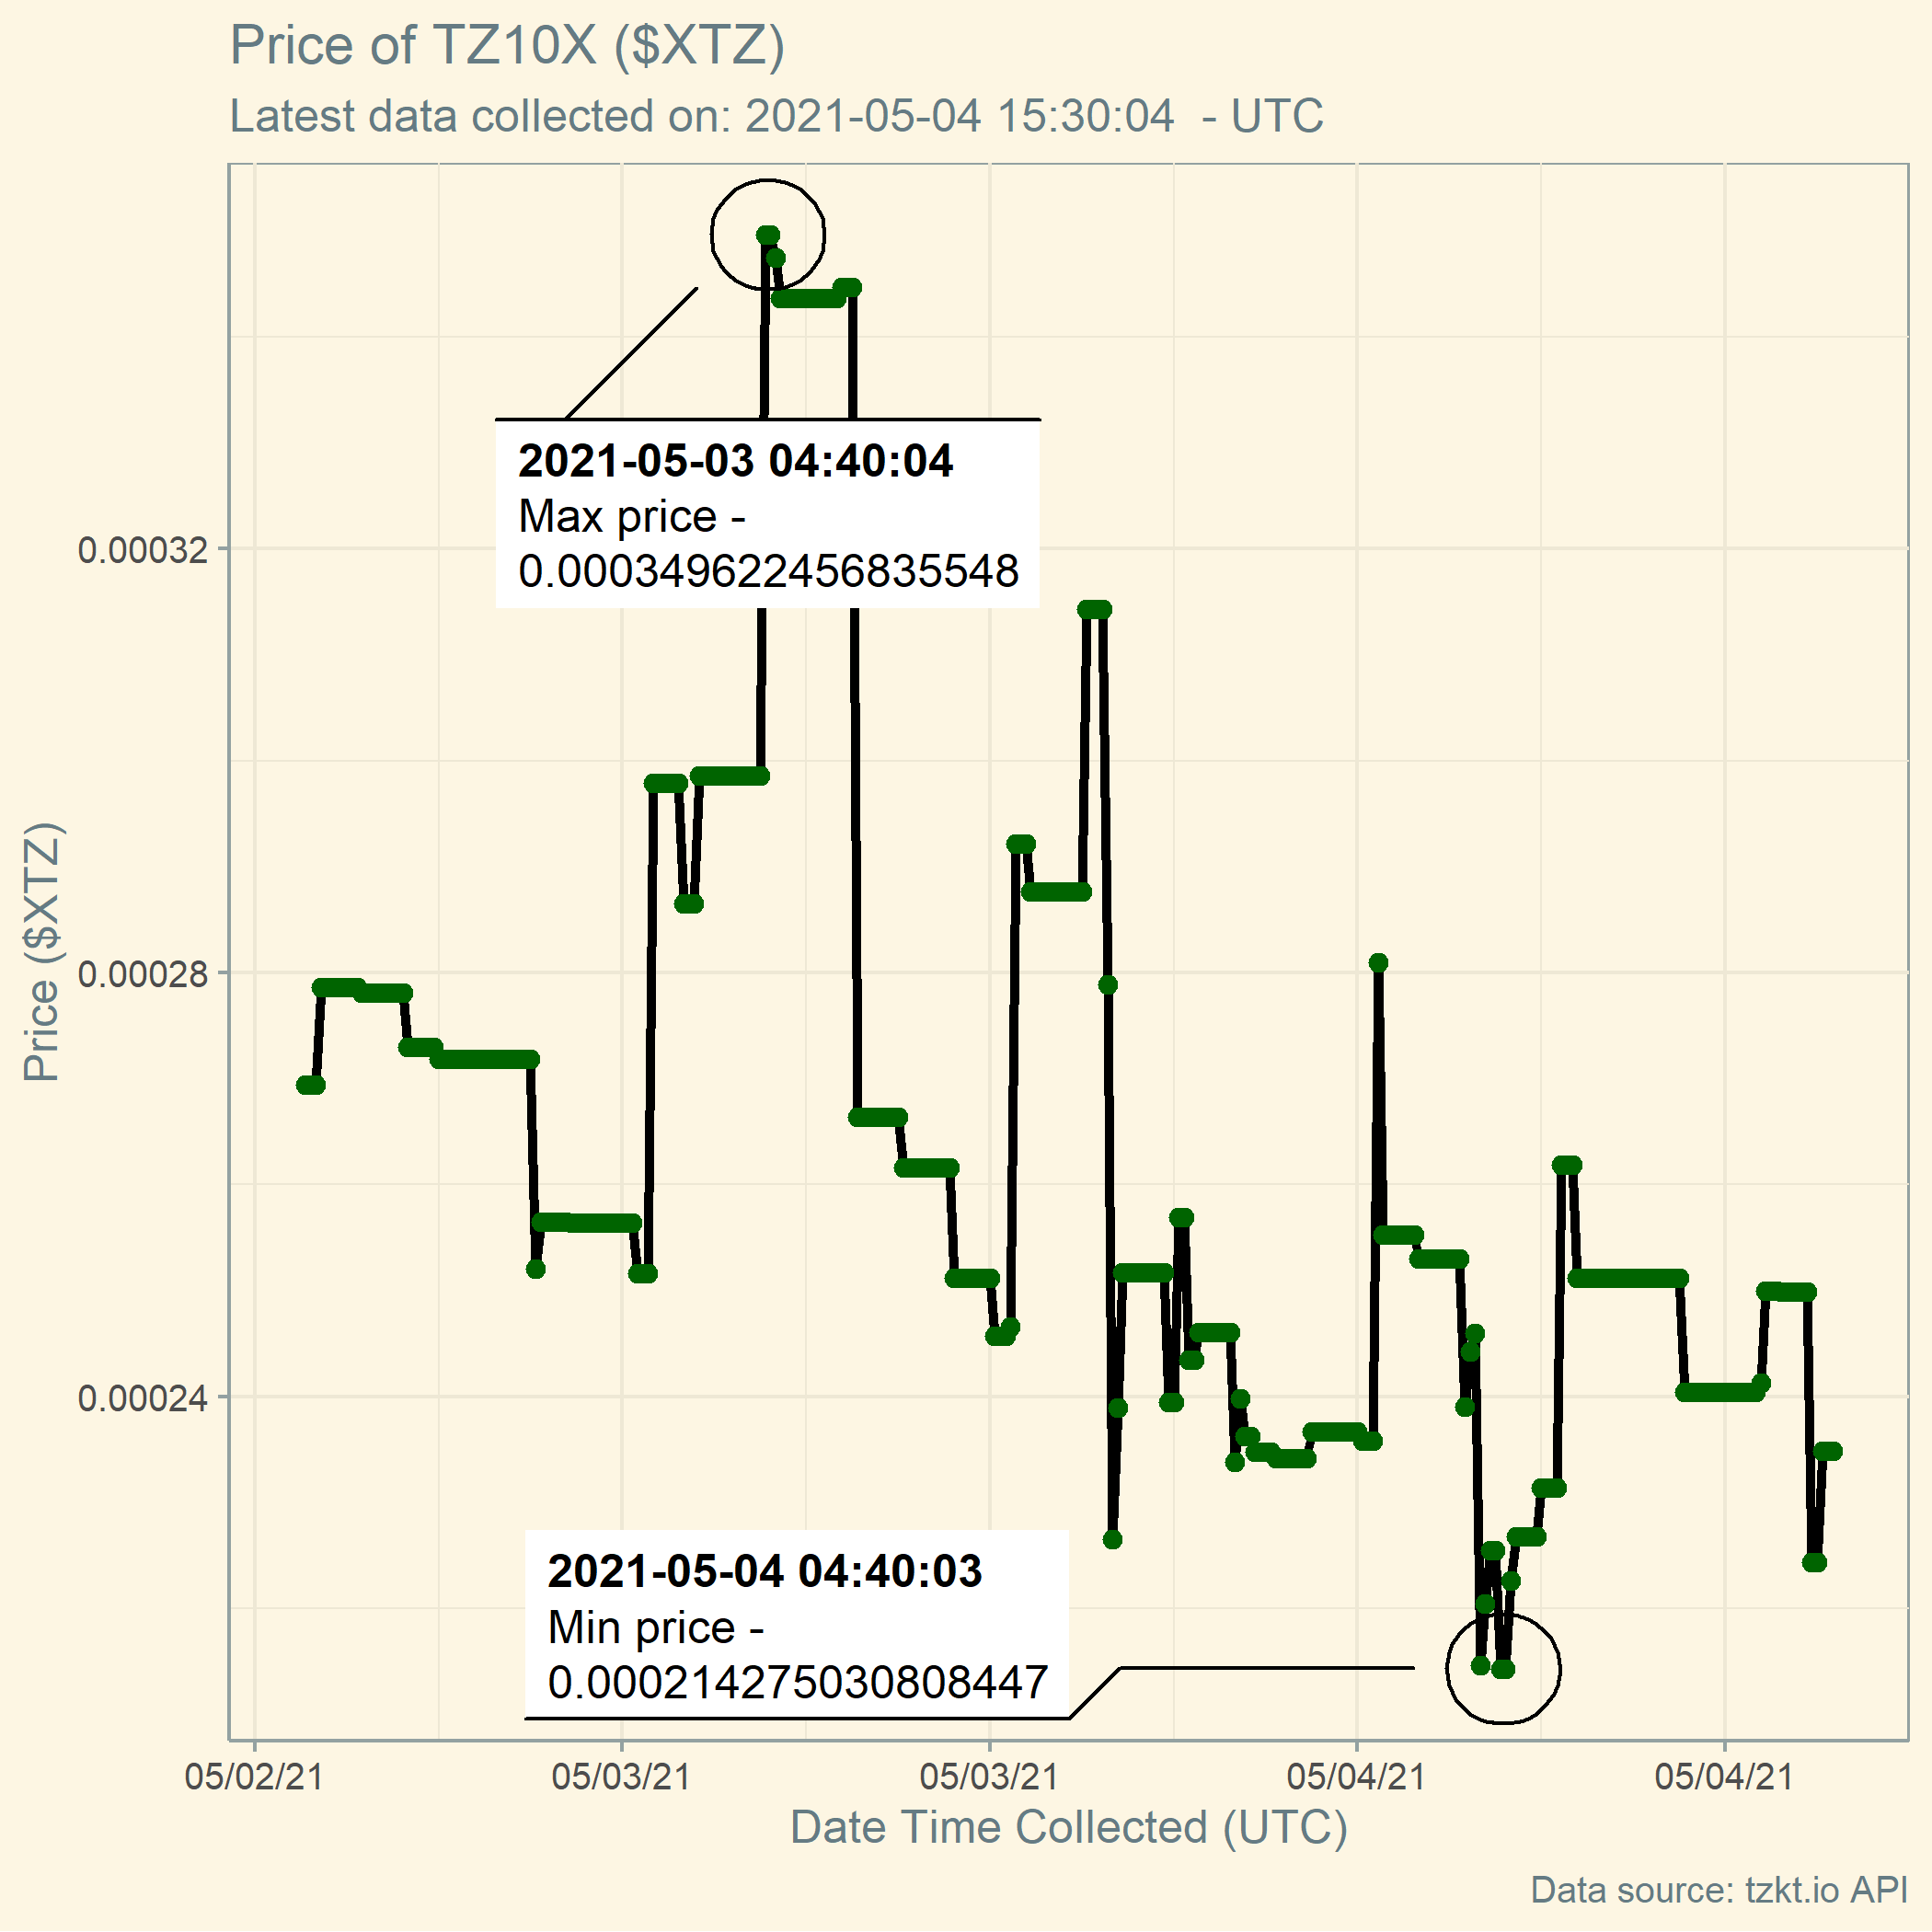 Price of TZ10X ($XTZ)
Latest data collected on: 2021-05-04 15:30:04  - UTC
2021-05-03 04:40:04
Max price -
0.000349622456835548
0.00032
0.00028
0.00024
Price ($XTZ)
2021-05-04 04:40:03
Min price -
0.000214275030808447
05/02/21
05/03/21
05/03/21
05/04/21
05/04/21
Date Time Collected (UTC)
Data source: tzkt.io API